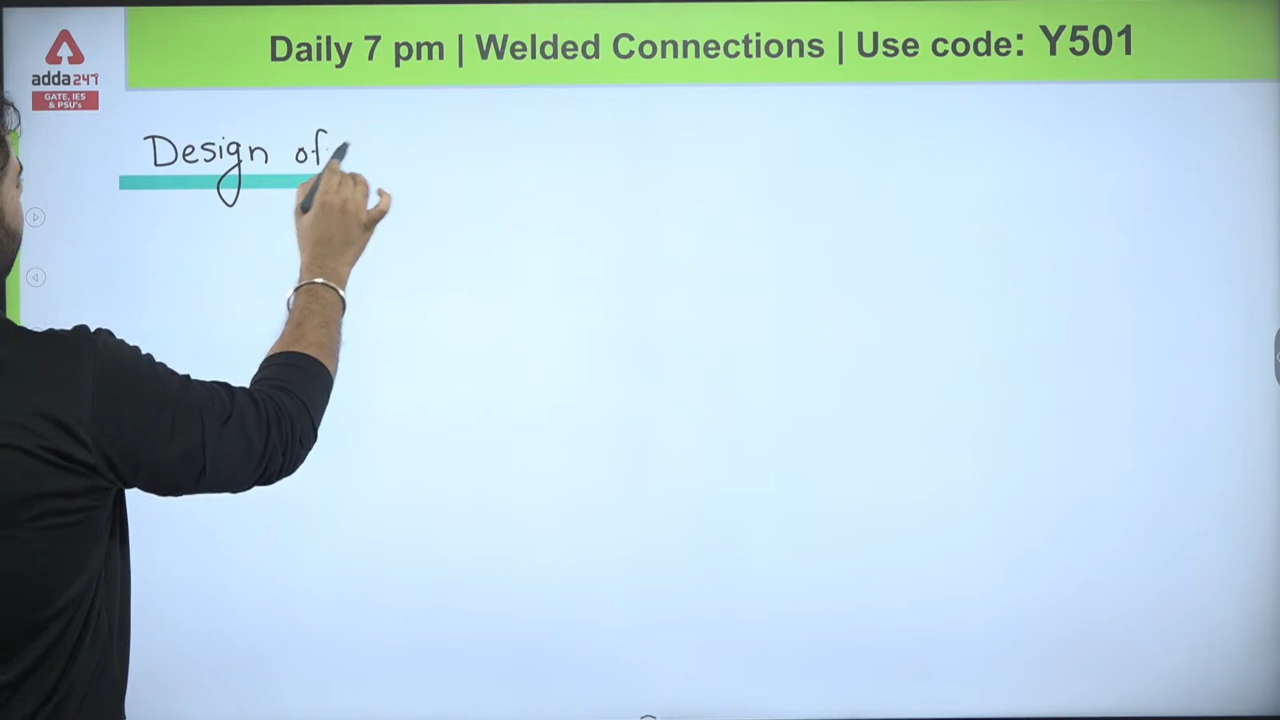 Daily 7 pm | Welded Connections | Use code: Y501
adda247
GATE, IES
& PSU's
Design of